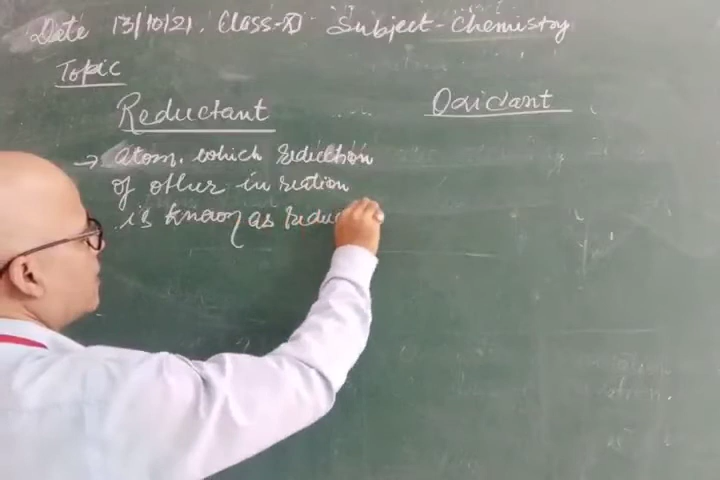 Date 13/10/21. Class-XI Subject-Chemistry
Topic
Reductant
Oxidant
→ atom, which reduction
of other in reation
is known as reduc